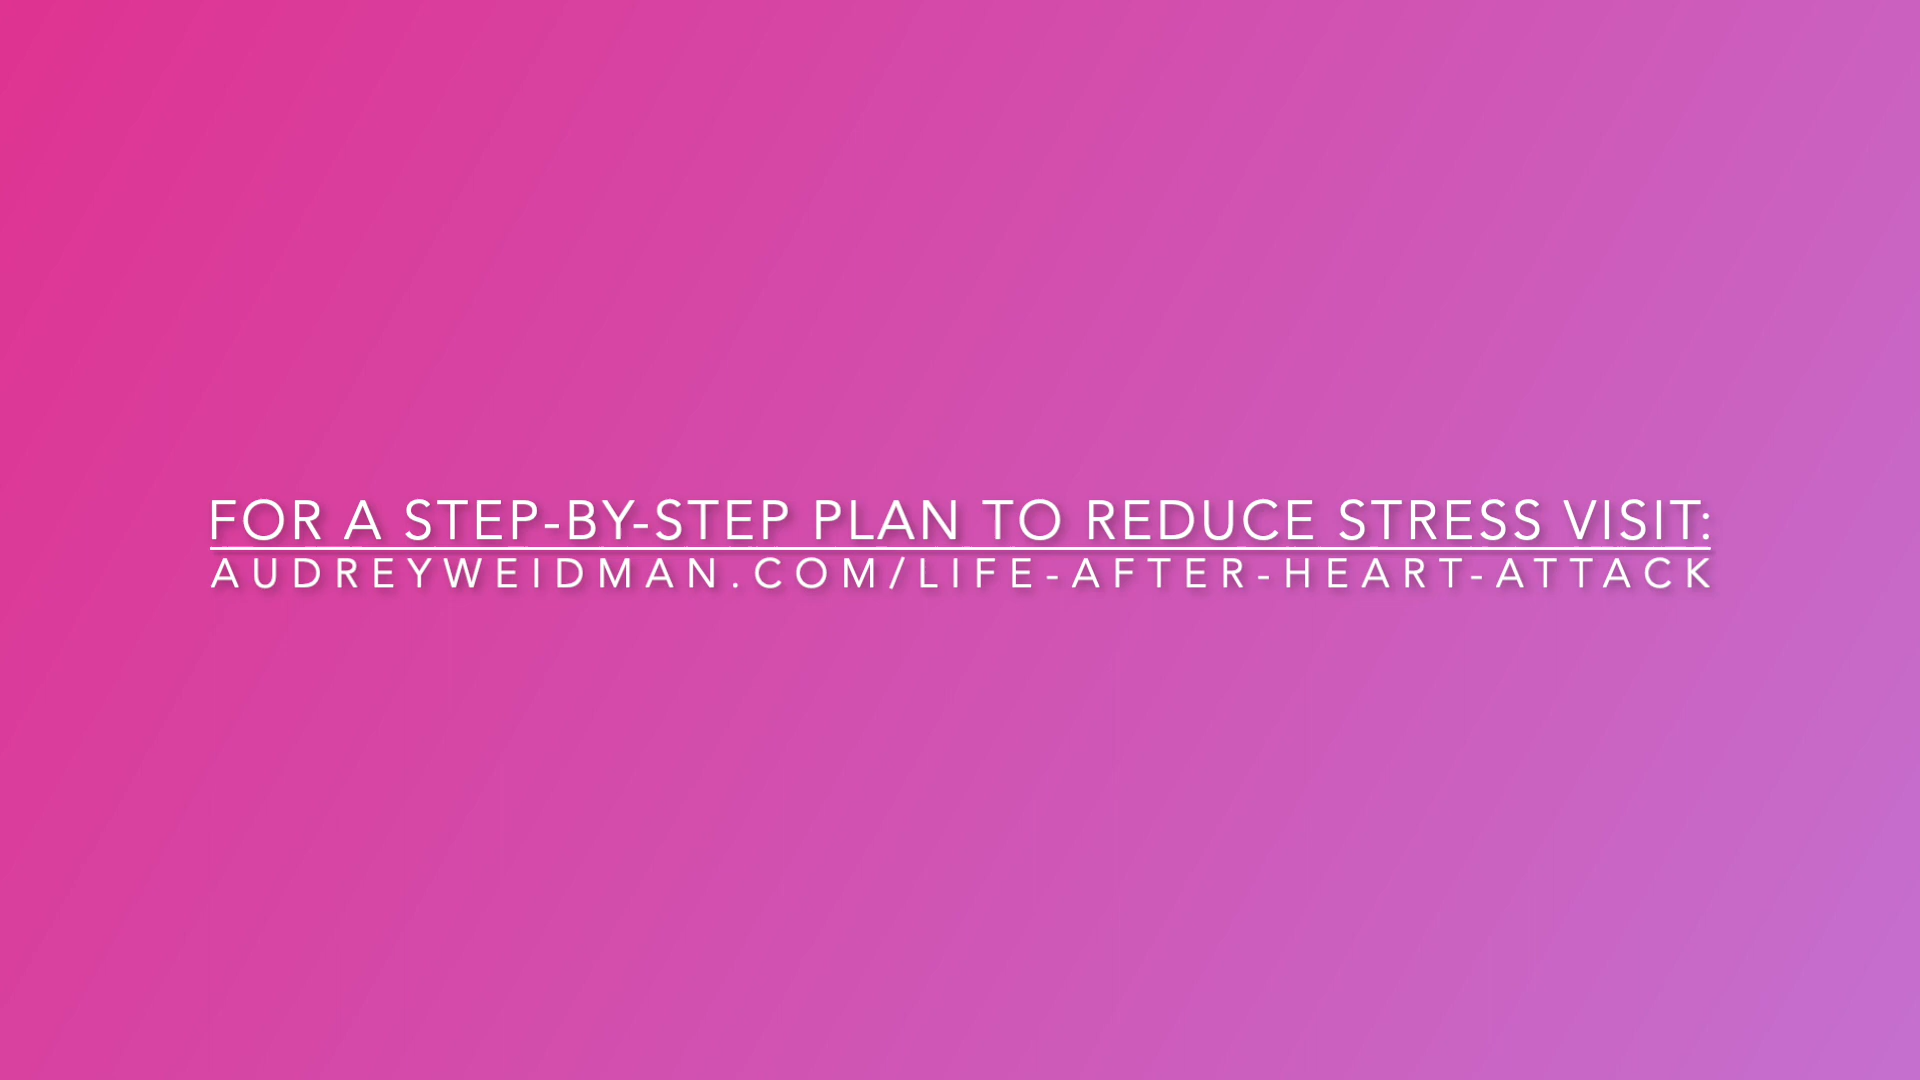 FOR A STEP-BY-STEP PLAN TO REDUCE STRESS VISIT:
AUDREYWEIDMAN.COM/LIFE-AFTER-HEART-ATTACK